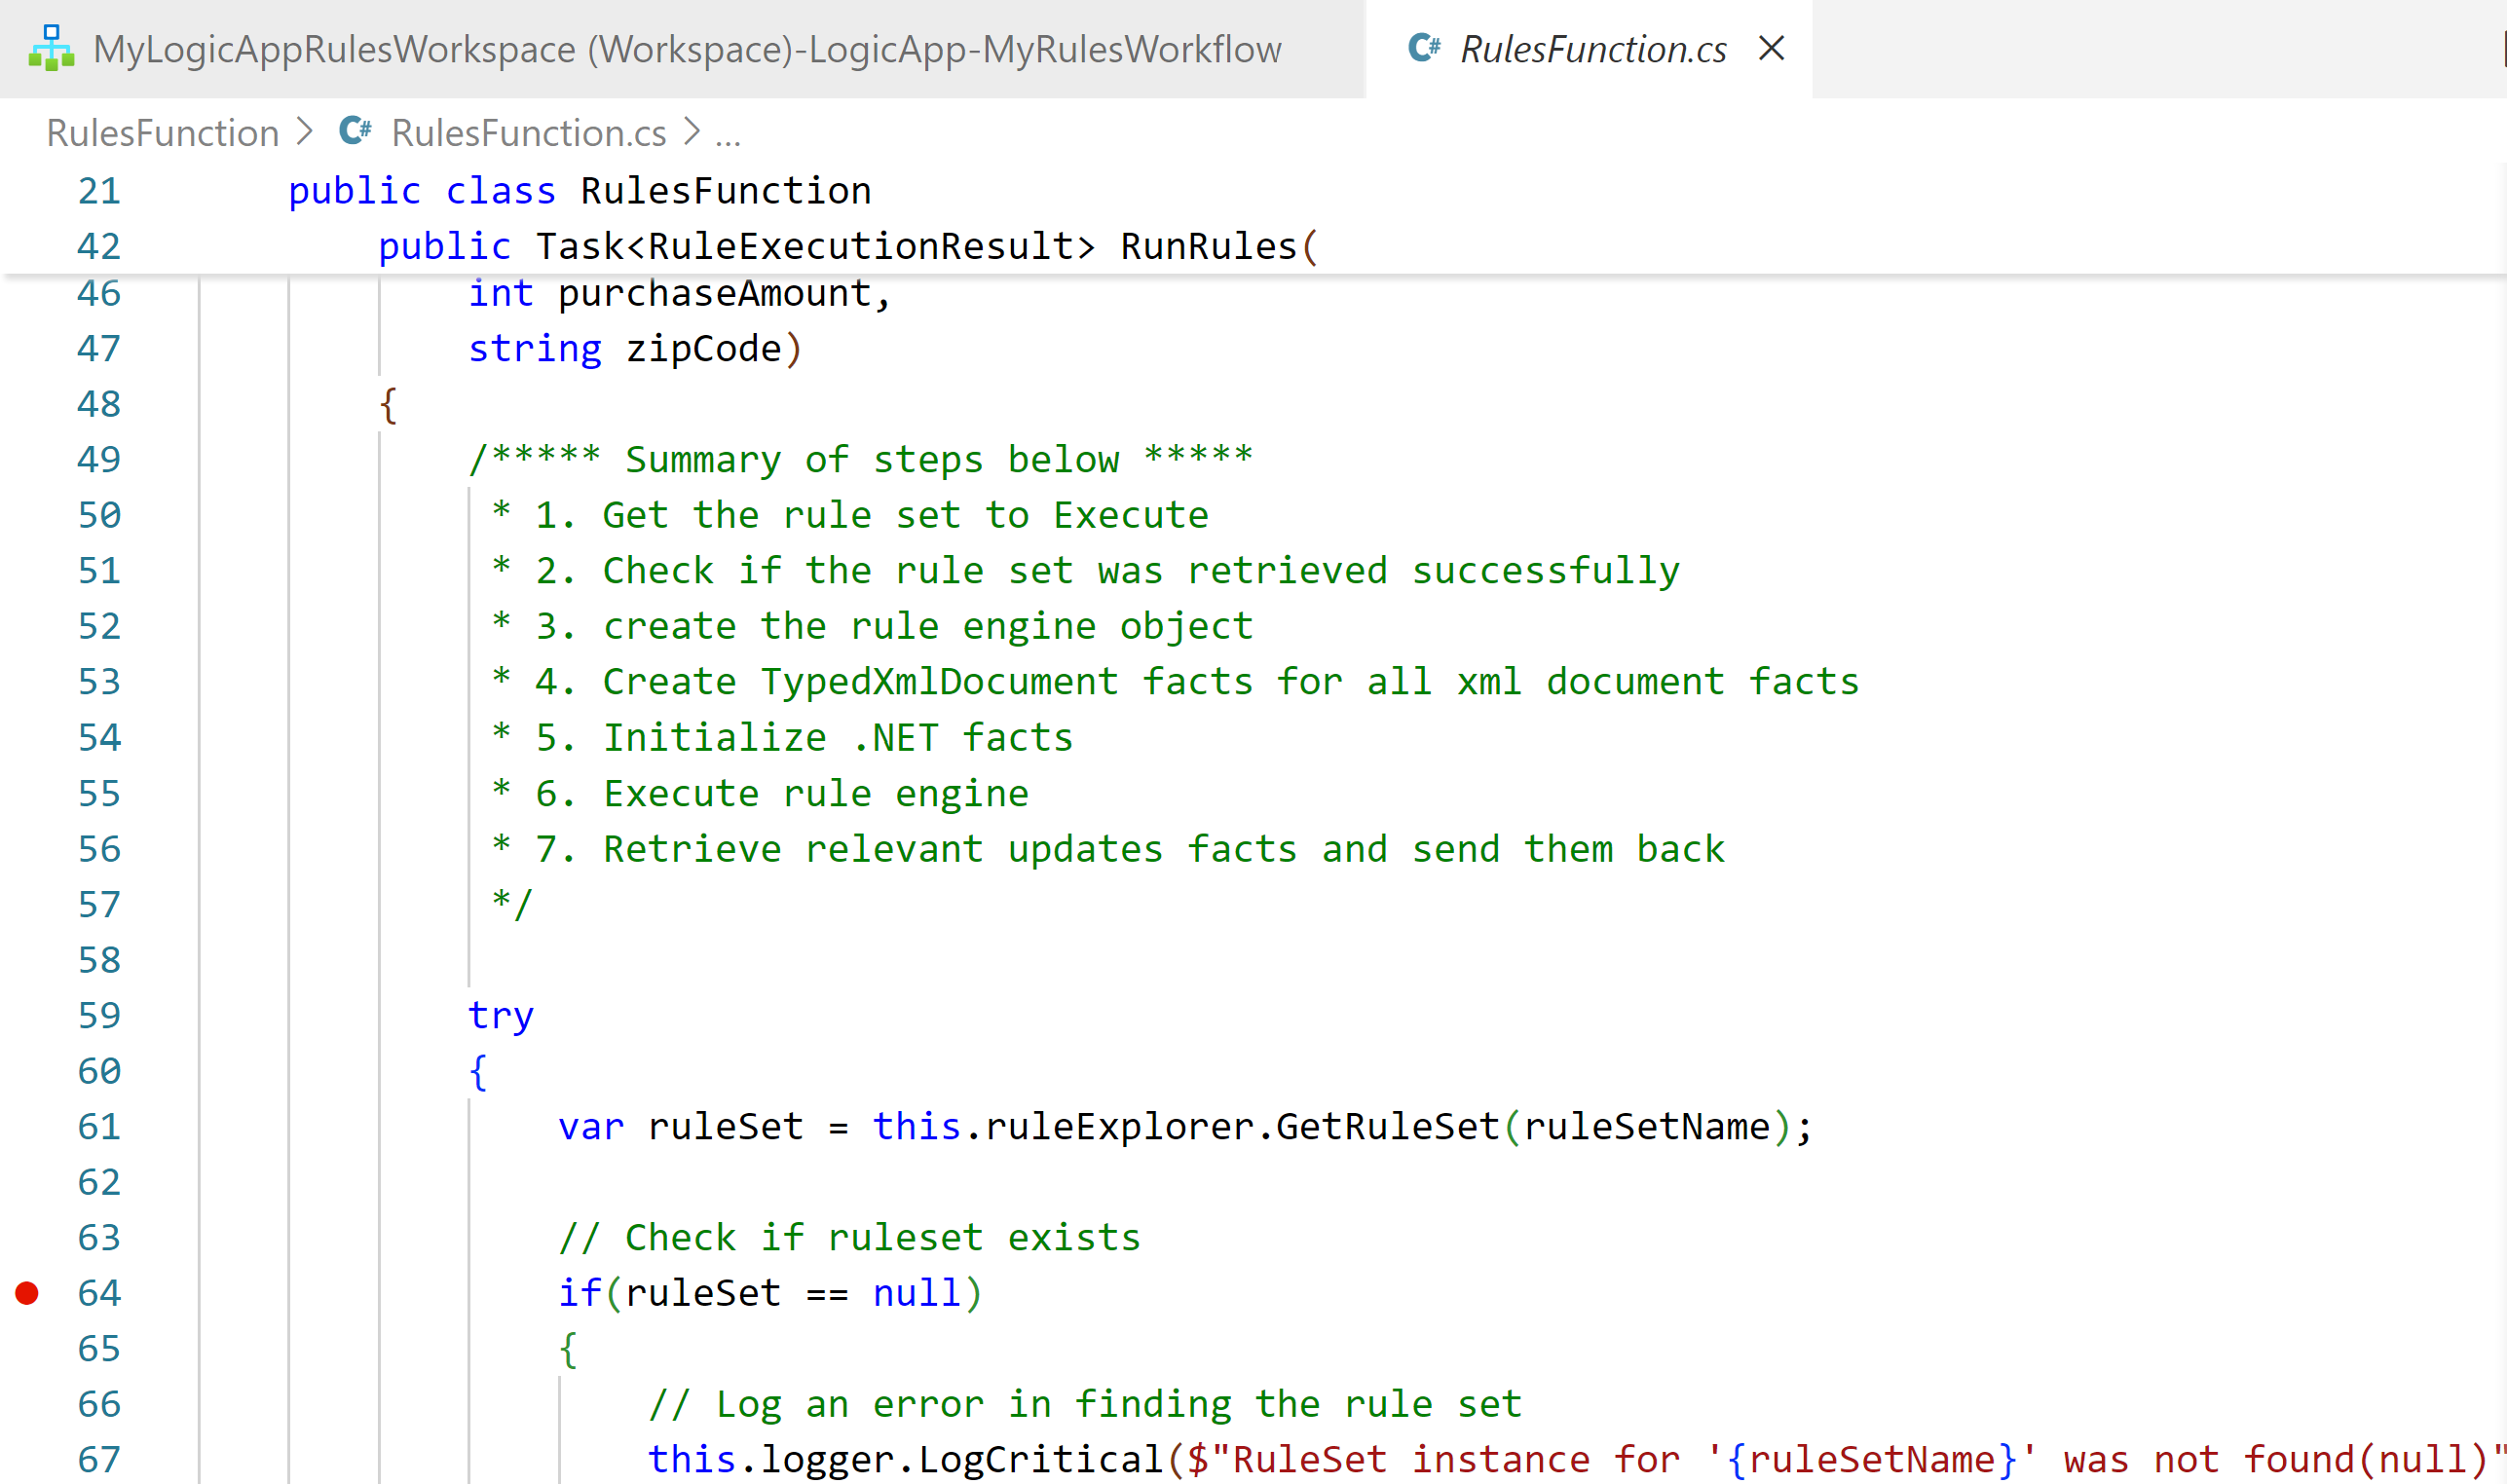 MyLogicAppRulesWorkspace (Workspace)-LogicApp-MyRulesWorkflow
C# RulesFunction.cs
RulesFunction > C# RulesFunction.cs > ...
21 public class RulesFunction
42 public Task<RuleExecutionResult> RunRules(
46 int purchaseAmount,
47 string zipCode)
48 {
49 /***** Summary of steps below *****
50 * 1. Get the rule set to Execute
51 * 2. Check if the rule set was retrieved successfully
52 * 3. create the rule engine object
53 * 4. Create TypedXmlDocument facts for all xml document facts
54 * 5. Initialize .NET facts
55 * 6. Execute rule engine
56 * 7. Retrieve relevant updates facts and send them back
57 */
58
59 try
60 {
61 var ruleSet = this.ruleExplorer.GetRuleSet(ruleSetName);
62
63 // Check if ruleset exists
64 if(ruleSet == null)
65 {
66 // Log an error in finding the rule set
67 this.logger.LogCritical($"RuleSet instance for '{ruleSetName}' was not found(null)"